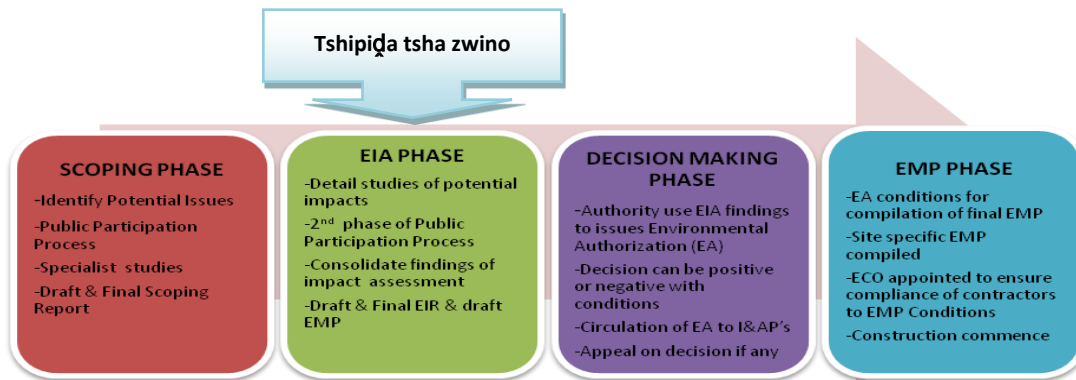 Tshipiḓa tsha zwino
SCOPING PHASE
-Identify Potential Issues
-Public Participation
Process
-Specialist studies
-Draft & Final Scoping
Report
EIA PHASE
-Detail studies of potential
impacts
-2nd phase of Public
Participation Process
-Consolidate findings of
impact assessment
-Draft & Final EIR & draft
EMP
DECISION MAKING
PHASE
-Authority use EIA findings
to issues Environmental
Authorization (EA)
-Decision can be positive
or negative with
conditions
-Circulation of EA to I&AP's
-Appeal on decision if any
EMP PHASE
-EA conditions for
compilation of final EMP
-Site specific EMP
compiled
-ECO appointed to ensure
compliance of contractors
to EMP Conditions
-Construction commence